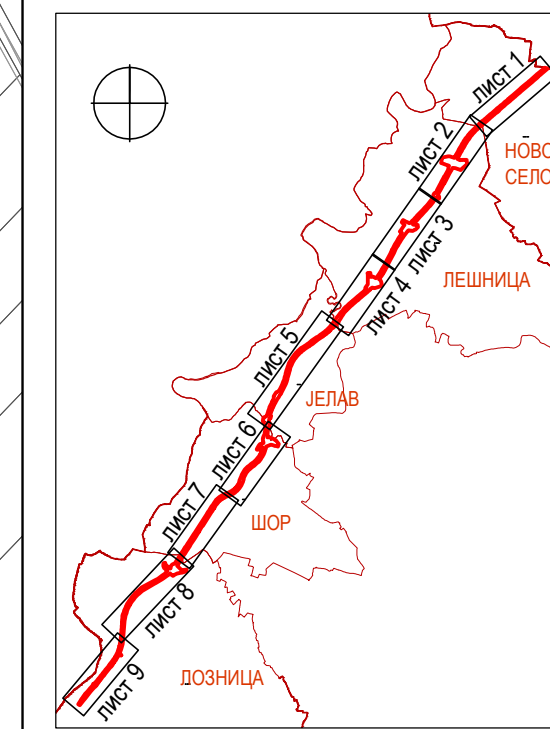 лист 1
лист 2
НОВО
СЕЛО
лист 3
ЛЕШНИЦА
лист 4
лист 5
ЈЕЛАВ
лист 6
лист 7
ШОР
лист 8
ЛОЗНИЦА
лист 9